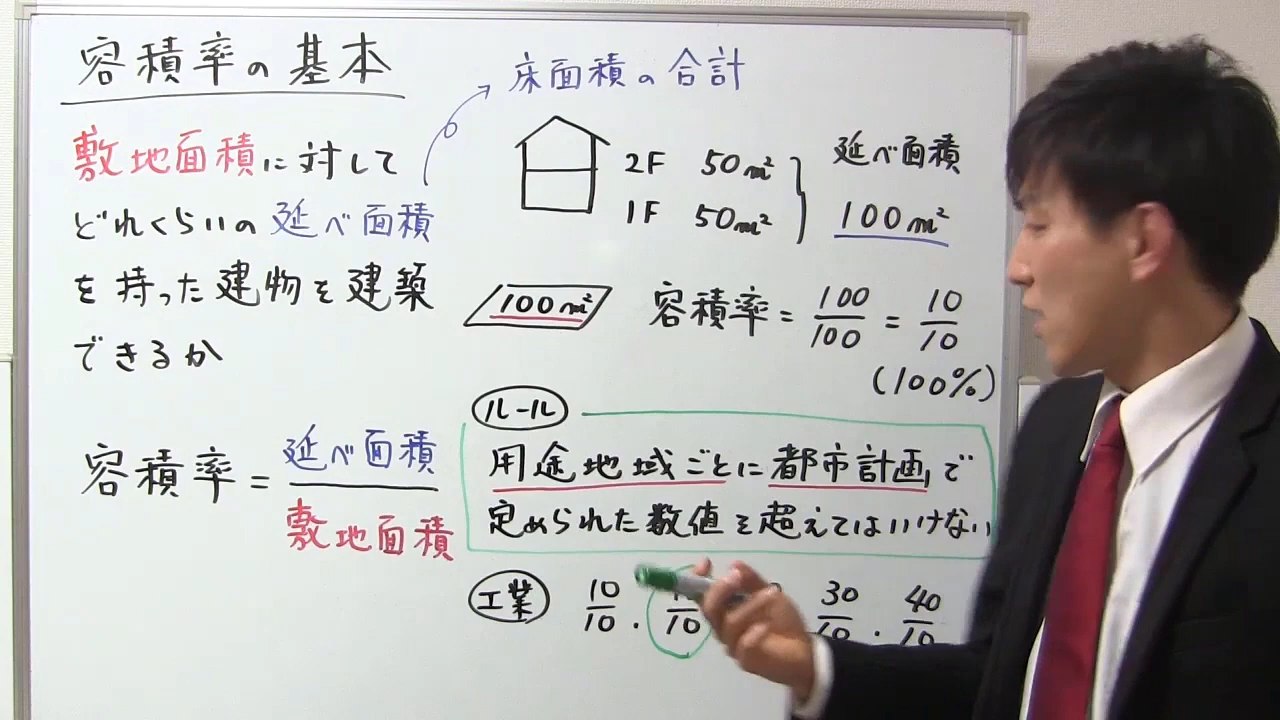 容積率の基本
敷地面積に対して
どれくらいの延べ面積
を持った建物を建築
できるか
容積率=延べ面積/敷地面積
床面積の合計
2F 50m²
1F 50m²
延べ面積
100m²
100m²
容積率=100/100=10/10
(100%)
ルール
用途地域ごとに都市計画で
定められた数値を超えてはいけない
工業 10/10. 30/10.40/10